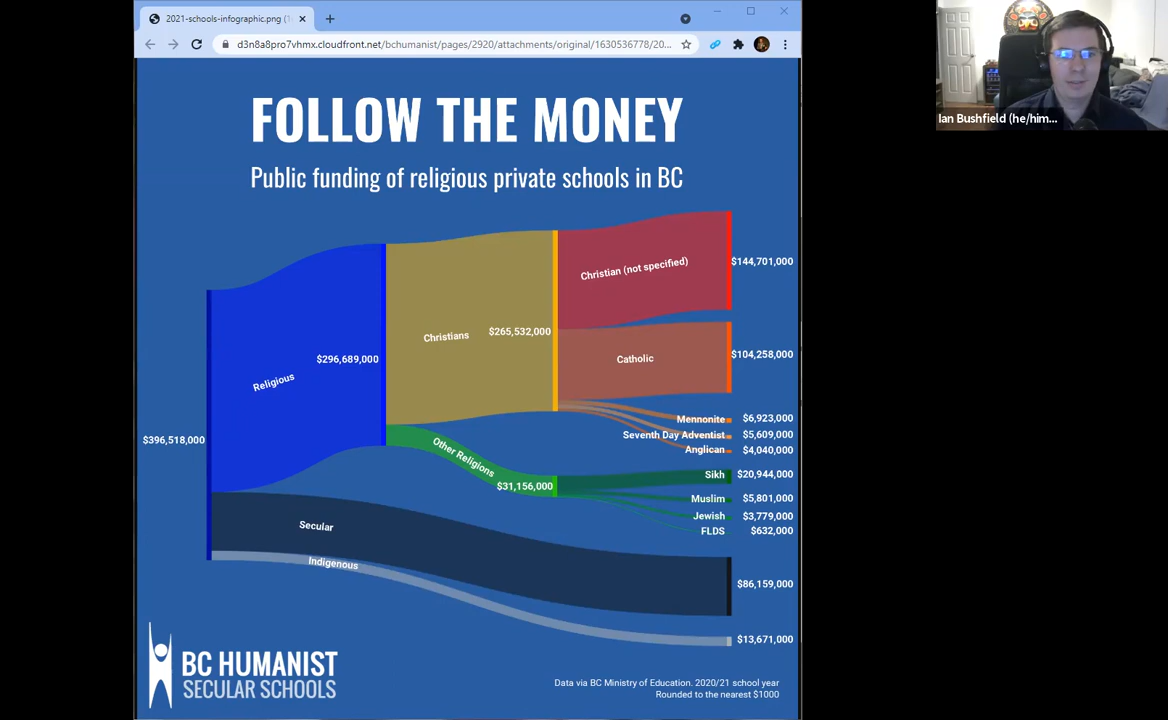 2021-schools-infographic.png (1
d3n8a8pro7vhmx.cloudfront.net/bchumanist/pages/2920/attachments/original/1630536778/20...
Ian Bushfield (he/him...
FOLLOW THE MONEY
Public funding of religious private schools in BC
$396,518,000
Religious
$296,689,000
Christians
$265,532,000
Christian (not specified)
$144,701,000
Catholic
$104,258,000
Mennonite $6,923,000
Seventh Day Adventist $5,609,000
Anglican $4,040,000
Other Religions
$31,156,000
Sikh $20,944,000
Muslim $5,801,000
Jewish $3,779,000
FLDS $632,000
Secular
$86,159,000
Indigenous
$13,671,000
BC HUMANIST
SECULAR SCHOOLS
Data via BC Ministry of Education. 2020/21 school year
Rounded to the nearest $1000